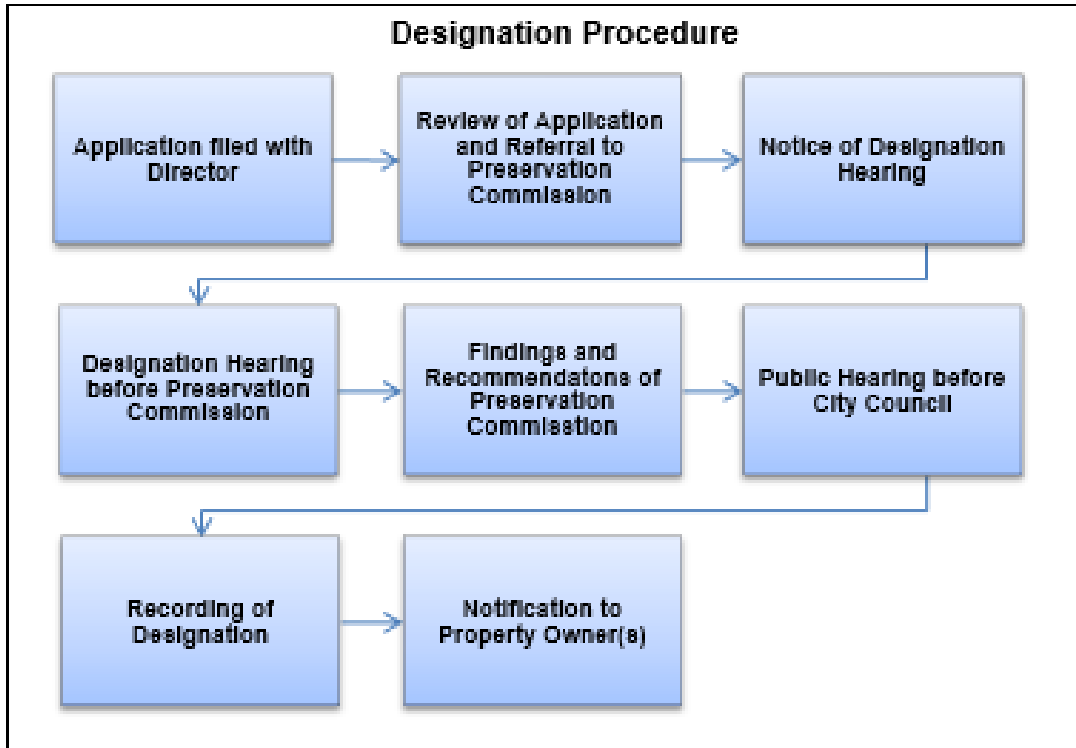 Designation Procedure
Application filed with
Director
Review of Application
and Referral to
Preservation
Commission
Notice of Designation
Hearing
Designation Hearing
before Preservation
Commission
Findings and
Recommendatons of
Preservation
Commisstion
Public Hearing before
City Council
Recording of
Designation
Notification to
Property Owner(s)